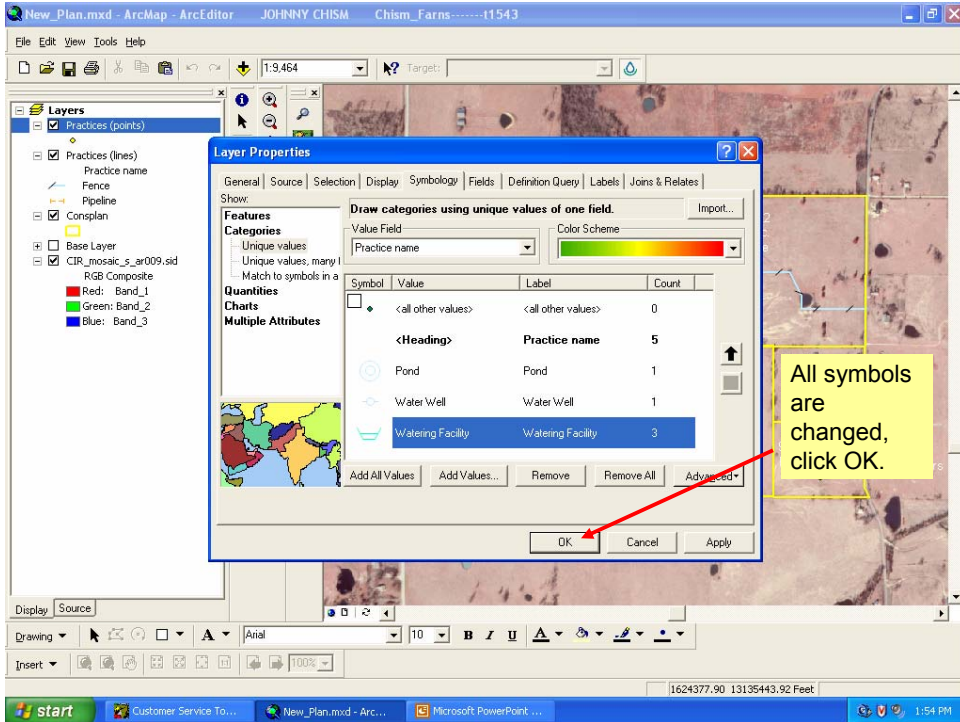 New_Plan.mxd - ArcMap - ArcEditor JOHNNY CHISM Chism_Farns-------t1543
File Edit View Tools Help
1:9,464 Target:
Layers
Practices (points)
Practices (lines)
Practice name
Fence
Pipeline
Consplan
Base Layer
CIR_mosaic_s_ar009.sid
RGB Composite
Red: Band_1
Green: Band_2
Blue: Band_3
Display Source
Layer Properties
General Source Selection Display Symbology Fields Definition Query Labels Joins & Relates
Show:
Features
Categories
Unique values
Unique values, many
Match to symbols in a
Quantities
Charts
Multiple Attributes
Draw categories using unique values of one field.
Import...
Value Field
Practice name
Color Scheme
Symbol Value Label Count
<all other values> <all other values> 0
<Heading> Practice name 5
Pond Pond 1
Water Well Water Well 1
Watering Facility Watering Facility 3
Add All Values Add Values... Remove Remove All Advanced
OK Cancel Apply
All symbols
are
changed,
click OK.
Drawing A Arial 10 B I U A
Insert 100%
1624377.90 13135443.92 Feet
start Customer Service To... New_Plan.mxd - Arc... Microsoft PowerPoint ... 1:54 PM